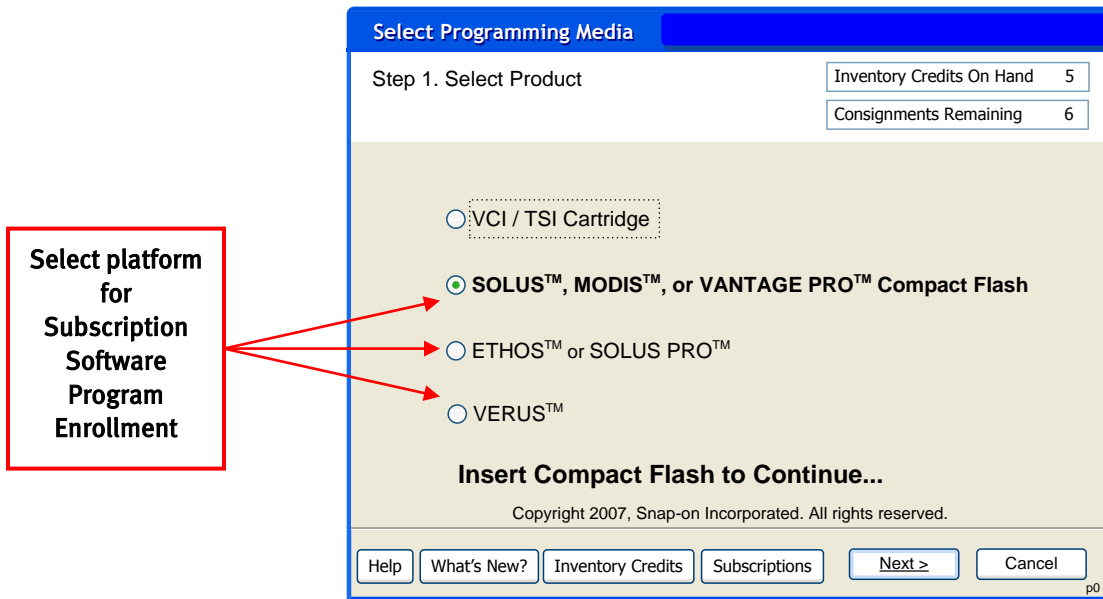 Select Programming Media
Step 1. Select Product
Inventory Credits On Hand 5
Consignments Remaining 6
VCI / TSI Cartridge
SOLUS™, MODIS™, or VANTAGE PRO™ Compact Flash
ETHOS™ or SOLUS PRO™
VERUS™
Select platform
for
Subscription
Software
Program
Enrollment
Insert Compact Flash to Continue...
Copyright 2007, Snap-on Incorporated. All rights reserved.
Help What's New? Inventory Credits Subscriptions Next > Cancel
p0